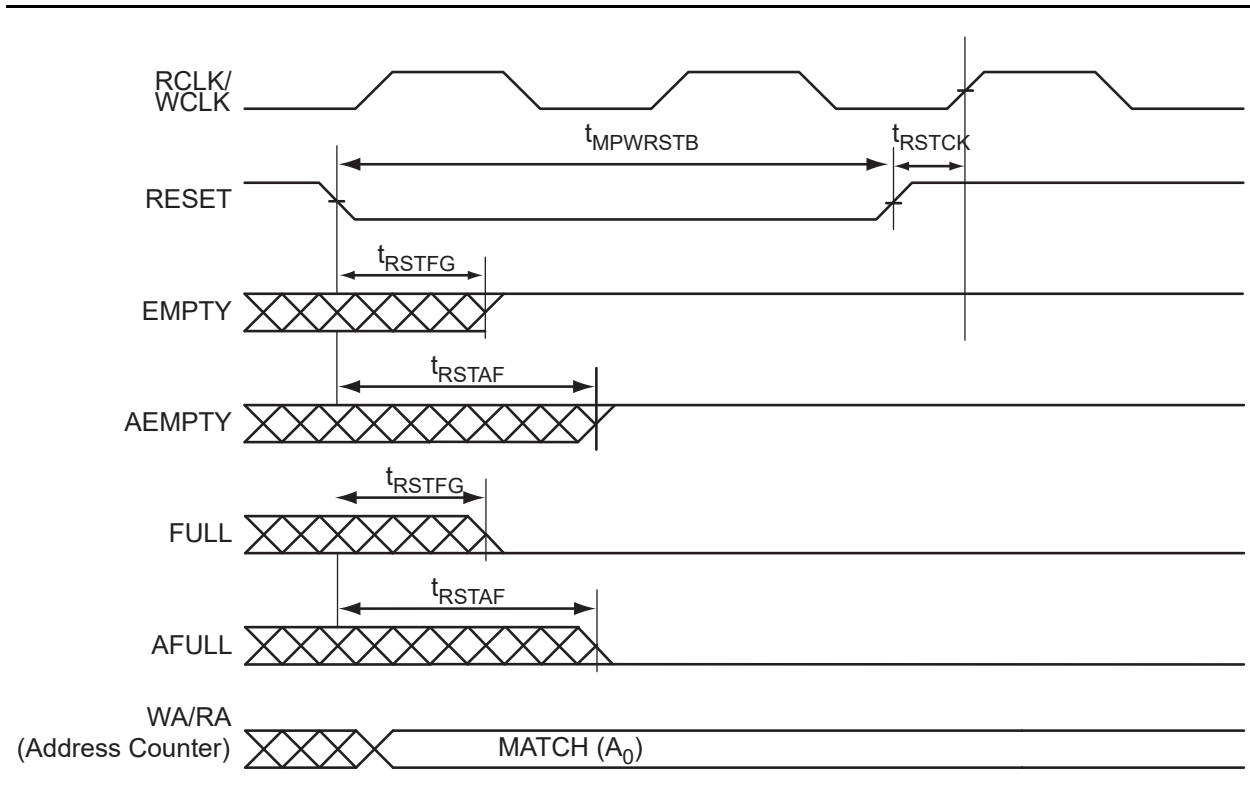 RCLK/
WCLK
tMPWRSTB
tRSTCK
RESET
tRSTFG
EMPTY
tRSTAF
AEMPTY
tRSTFG
FULL
tRSTAF
AFULL
WA/RA
(Address Counter)
MATCH (A0)